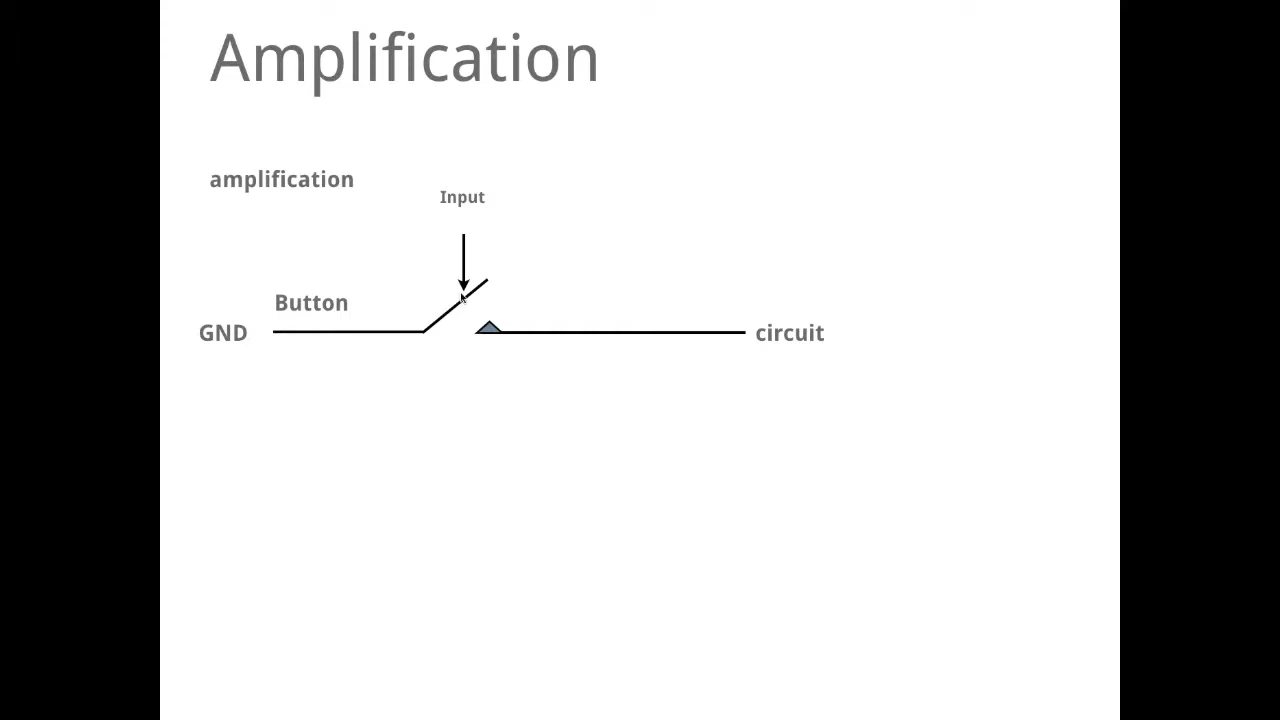 Amplification
amplification
Input
Button
GND
circuit